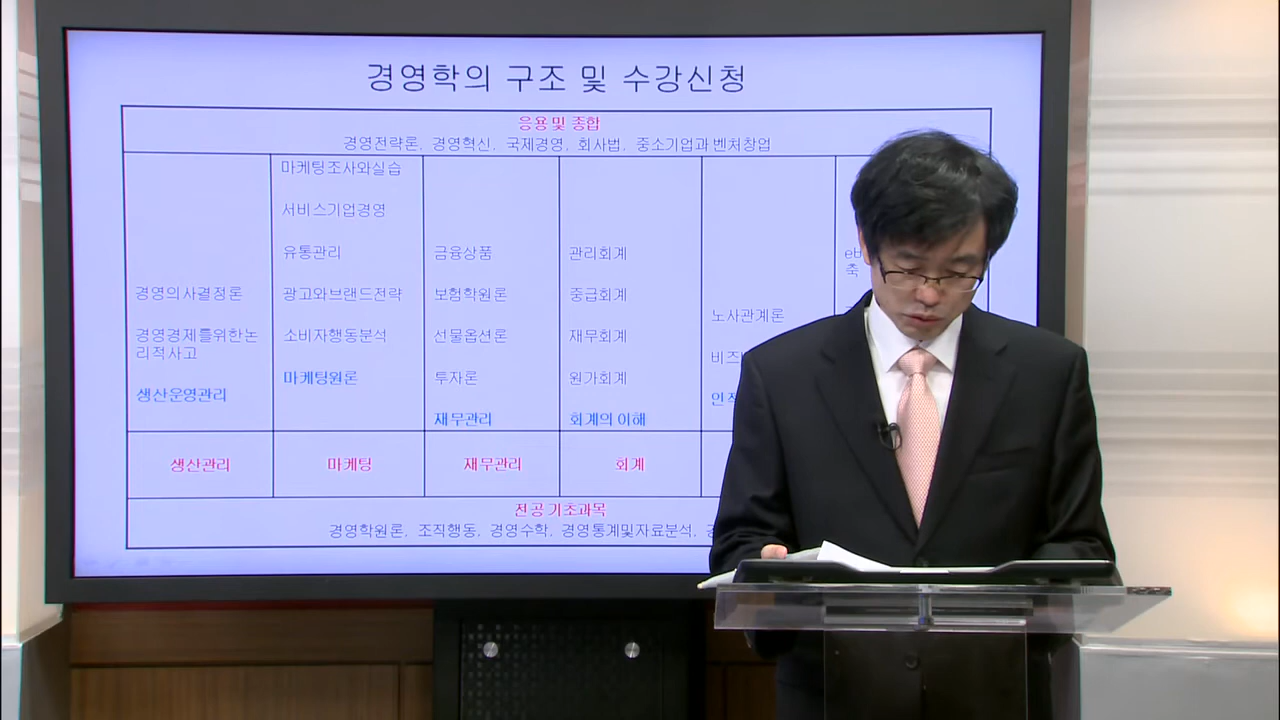 경영학의 구조 및 수강신청
응용 및 종합
경영전략론, 경영혁신, 국제경영, 회사법, 중소기업과 벤처창업
마케팅조사와실습
서비스기업경영
유통관리
금융상품
관리회계
축
경영의사결정론
광고와브랜드전략
보험학원론
중급회계
노사관계론
경영경제를위한논
리적사고
소비자행동분석
선물옵션론
재무회계
생산운영관리
마케팅원론
투자론
원가회계
재무관리
회계의 이해
생산관리
마케팅
재무관리
회계
전공 기초과목
경영학원론, 조직행동, 경영수학, 경영통계및자료분석,